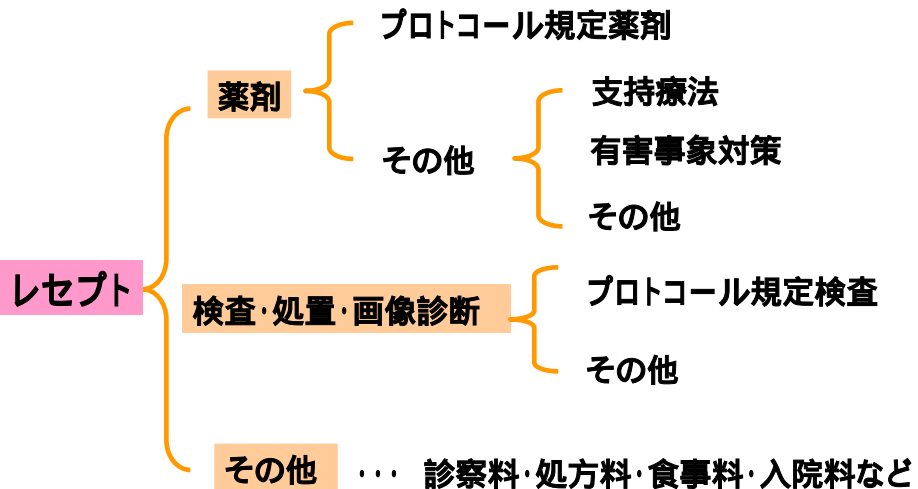 プロトコール規定薬剤
薬剤
支持療法
その他
有害事象対策
その他
レセプト
検査・処置・画像診断
プロトコール規定検査
その他
その他 ・・・ 診察料・処方料・食事料・入院料など